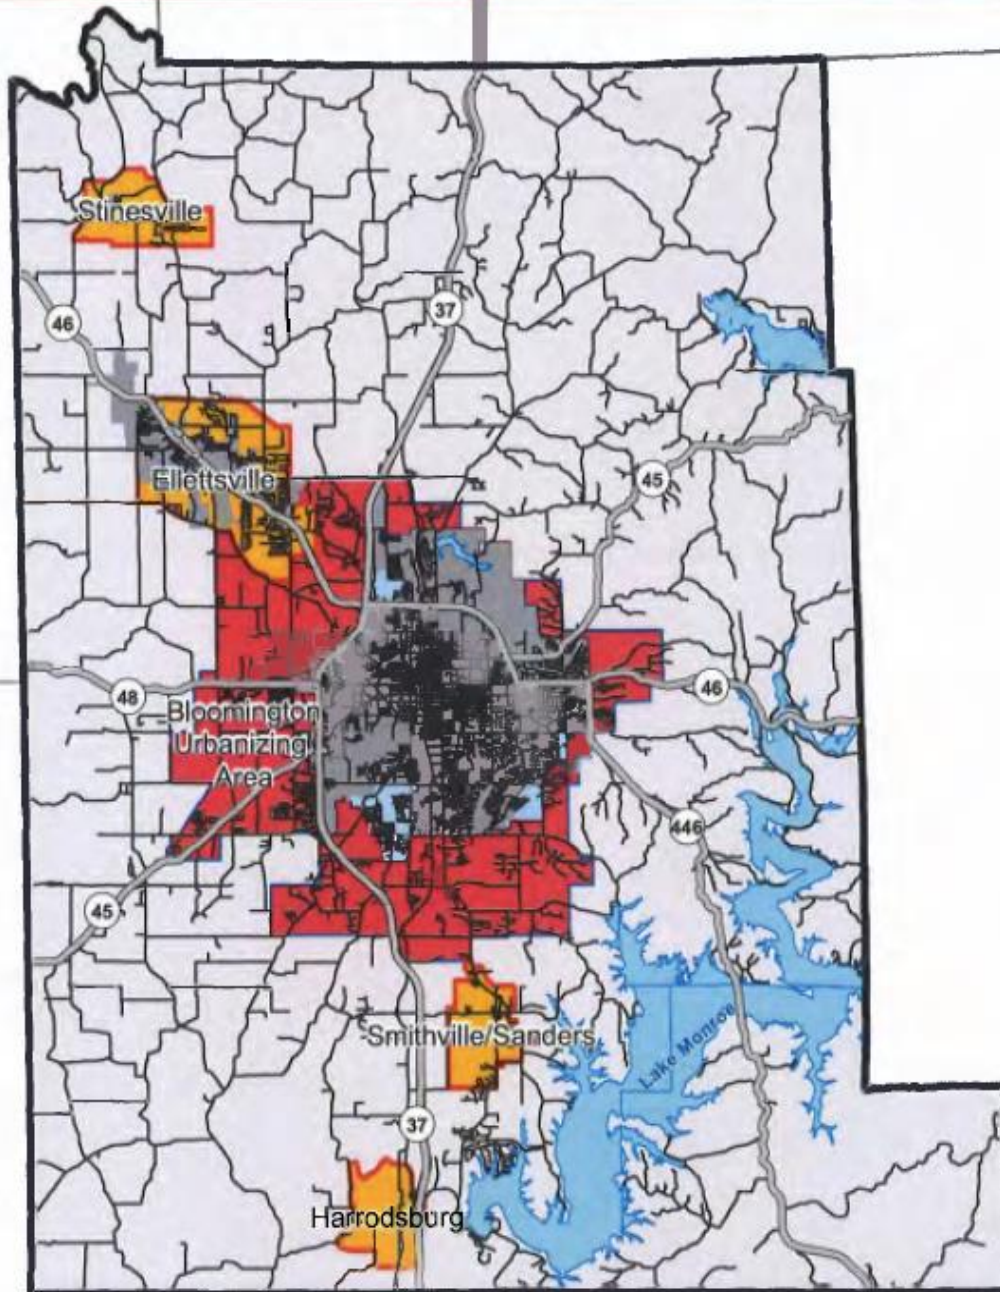 Stinesville
46
37
Ellettsville
45
48
46
Bloomington
Urbanizing
Area
446
45
Smithville/Sanders
Lake Monroe
37
Harrodsburg